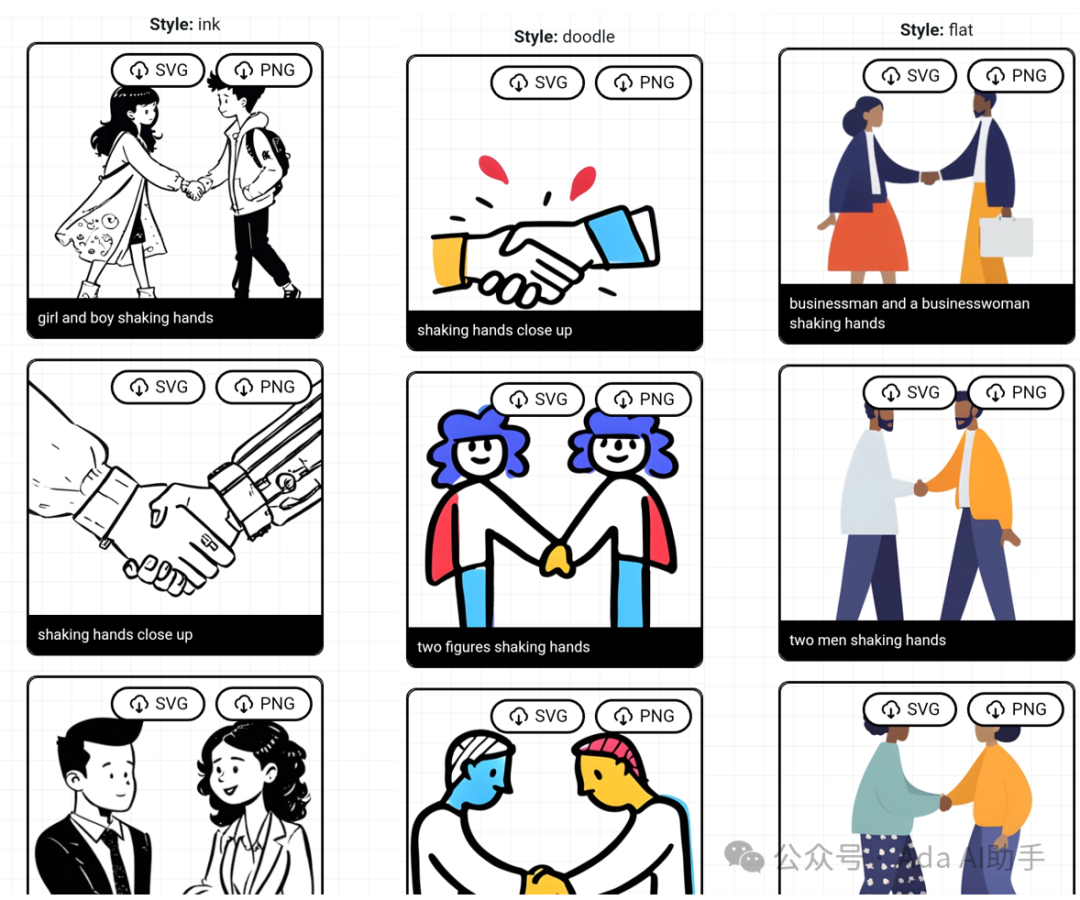 Style: ink
SVG
PNG
girl and boy shaking hands
SVG
PNG
shaking hands close up
SVG
PNG
Style: doodle
SVG
PNG
shaking hands close up
SVG
PNG
two figures shaking hands
SVG
PNG
Style: flat
SVG
PNG
businessman and a businesswoman
shaking hands
SVG
PNG
two men shaking hands
SVG
PNG
公众号 · Ada AI助手